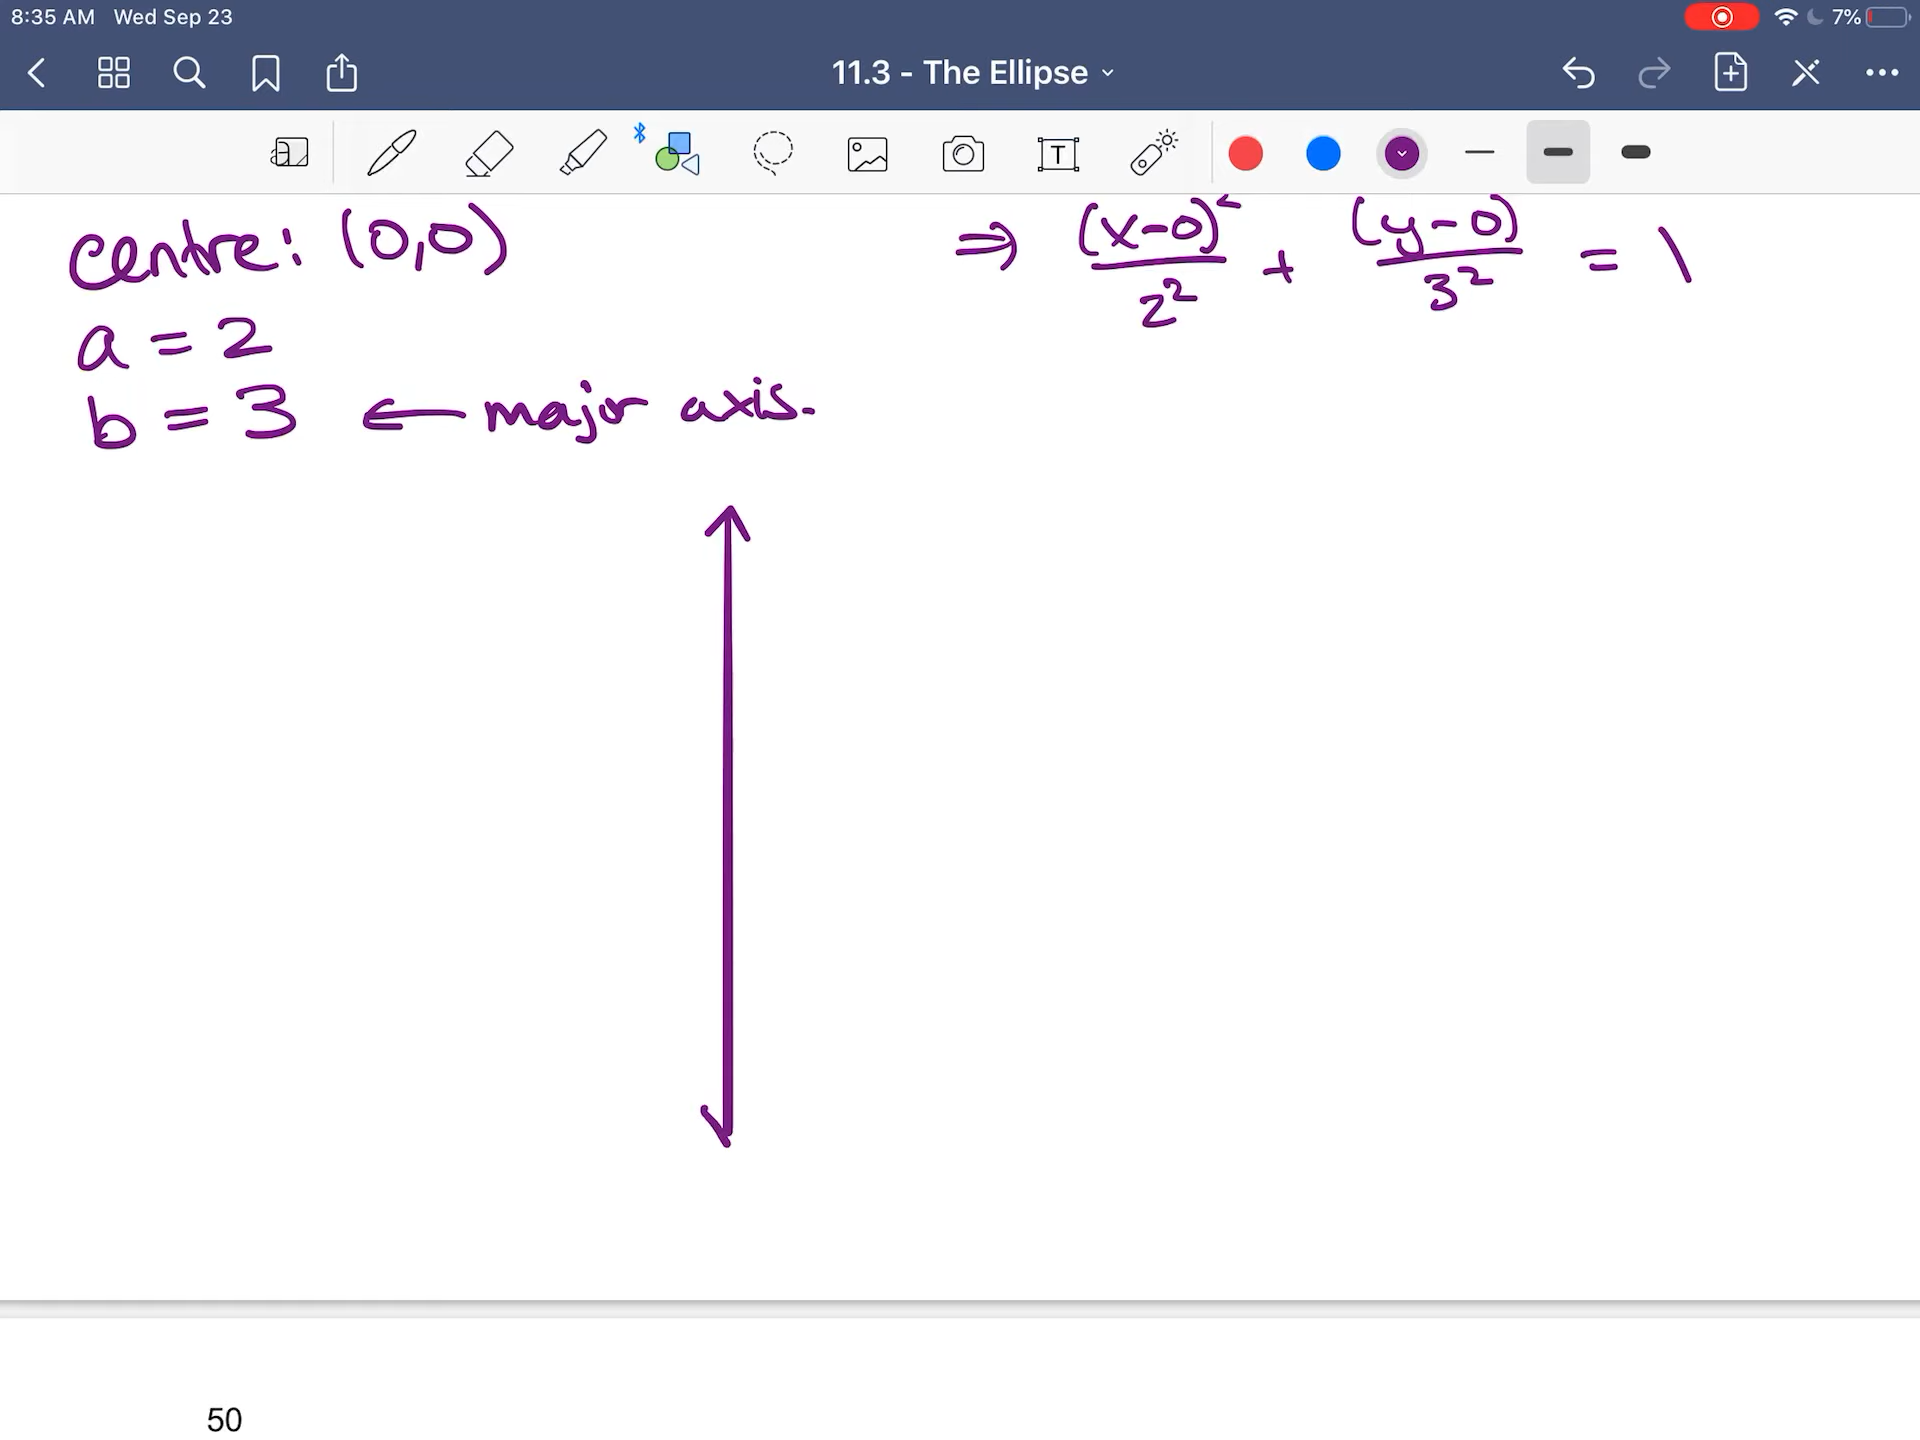 8:35 AM Wed Sep 23 7%
11.3 - The Ellipse
T
centre: (0,0) ⇒ (x-0)² / 2² + (y-0) / 3² = 1
a = 2
b = 3 ← major axis.
50